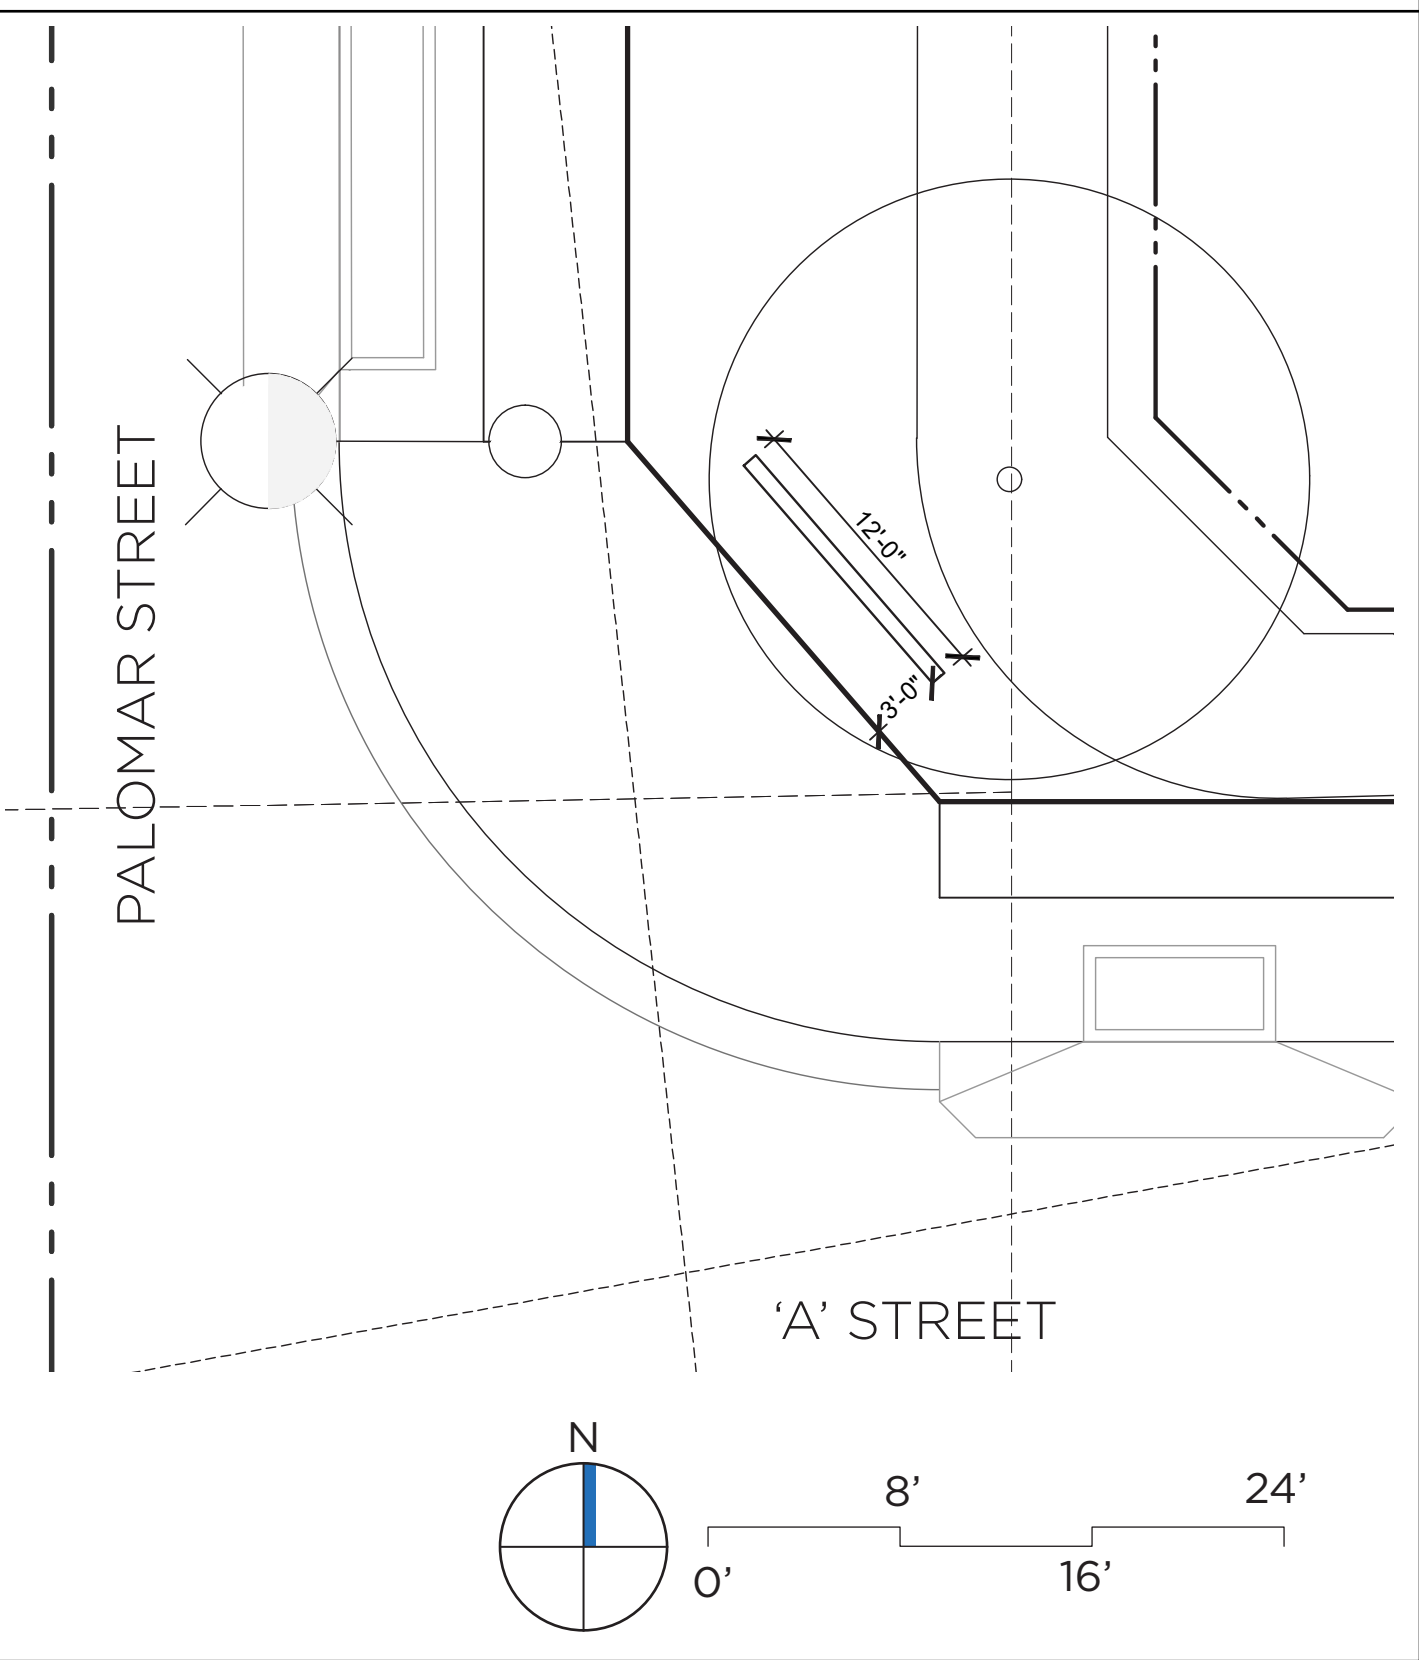 PALOMAR STREET
12'-0"
3'-0"
‘A’ STREET
N
8’
24’
0’
16’